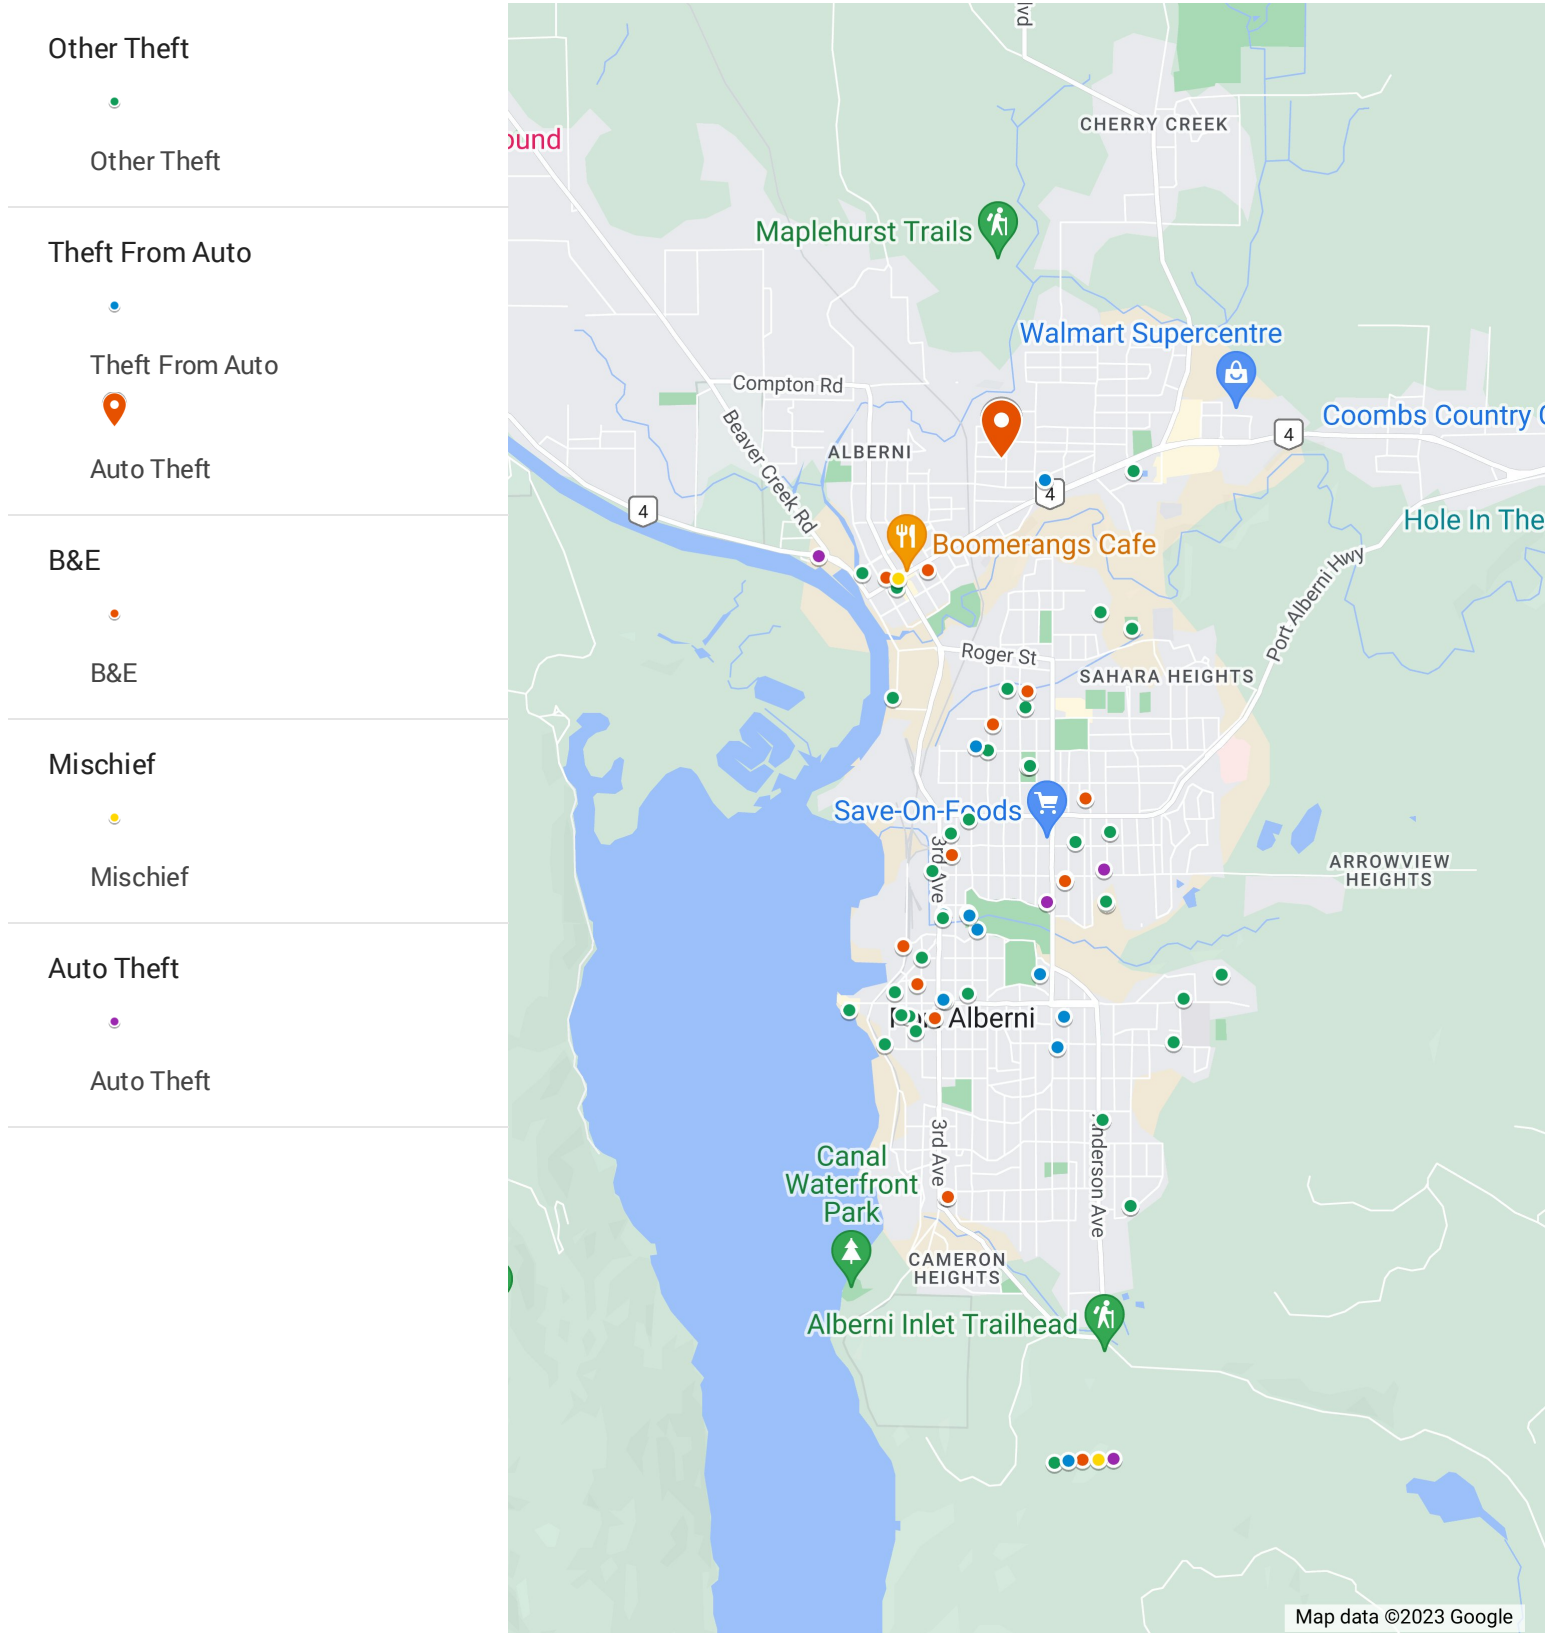 Other Theft
Other Theft
Theft From Auto
Theft From Auto
Auto Theft
B&E
B&E
Mischief
Mischief
Auto Theft
Auto Theft
lvd
CHERRY CREEK
ound
Maplehurst Trails
Walmart Supercentre
Compton Rd
Coombs Country
4
Beaver Creek Rd
ALBERNI
4
4
Hole In The
Boomerangs Cafe
Port Alberni Hwy
Roger St
SAHARA HEIGHTS
Save-On-Foods
3rd Ave
ARROWVIEW
HEIGHTS
Port Alberni
3rd Ave
Anderson Ave
Canal
Waterfront
Park
CAMERON
HEIGHTS
Alberni Inlet Trailhead
Map data ©2023 Google